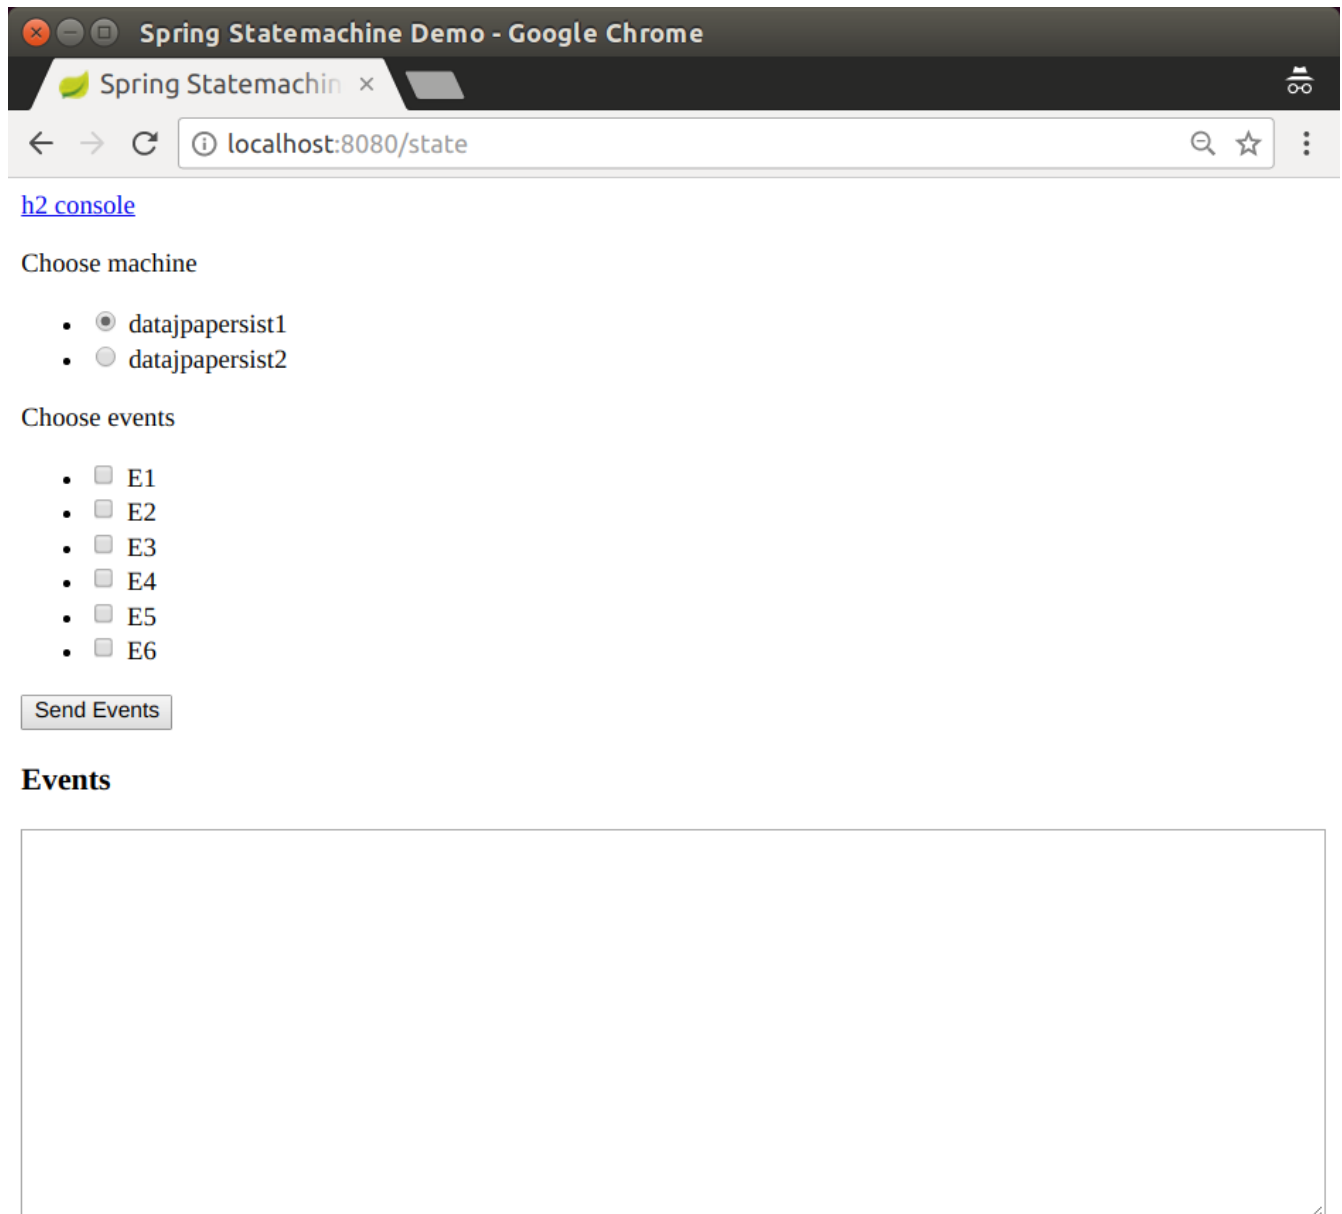 Spring Statemachine Demo - Google Chrome
Spring Statemachin
localhost:8080/state
h2 console
Choose machine
datajpapersist1
datajpapersist2
Choose events
E1
E2
E3
E4
E5
E6
Send Events
Events